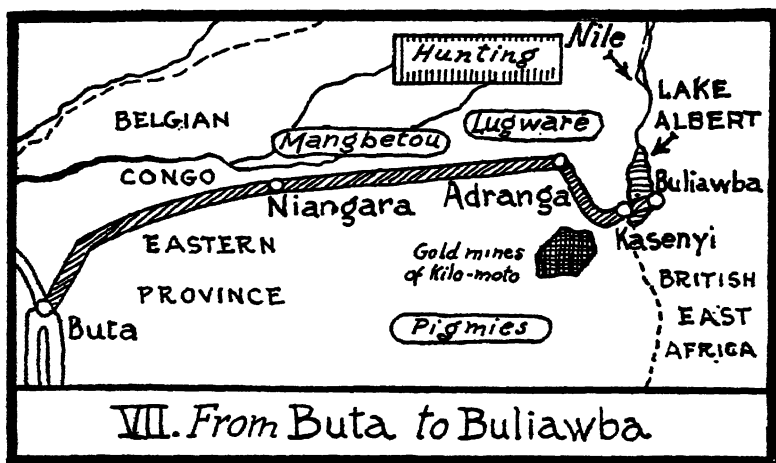 Hunting
Nile
LAKE
ALBERT
BELGIAN
Mangbetou
Lugware
CONGO
Niangara
Adranga
Buliawba
Kasenyi
EASTERN
PROVINCE
Gold mines
of Kilo-moto
BRITISH
EAST
AFRICA
Buta
Pigmies
VII. From Buta to Buliawba